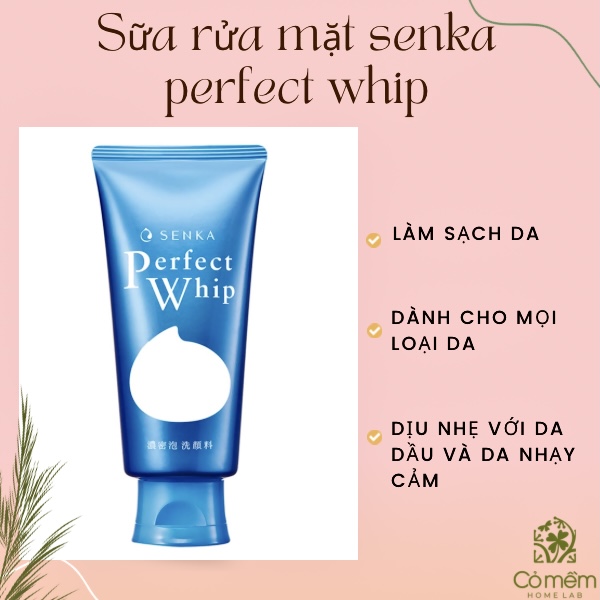 Sữa rửa mặt senka
perfect whip
SENKA
Perfect
Whip
濃密泡 洗顔料
LÀM SẠCH DA
DÀNH CHO MỌI
LOẠI DA
DỊU NHẸ VỚI DA
DẦU VÀ DA NHẠY
CẢM
Cỏ mềm
HOME LAB